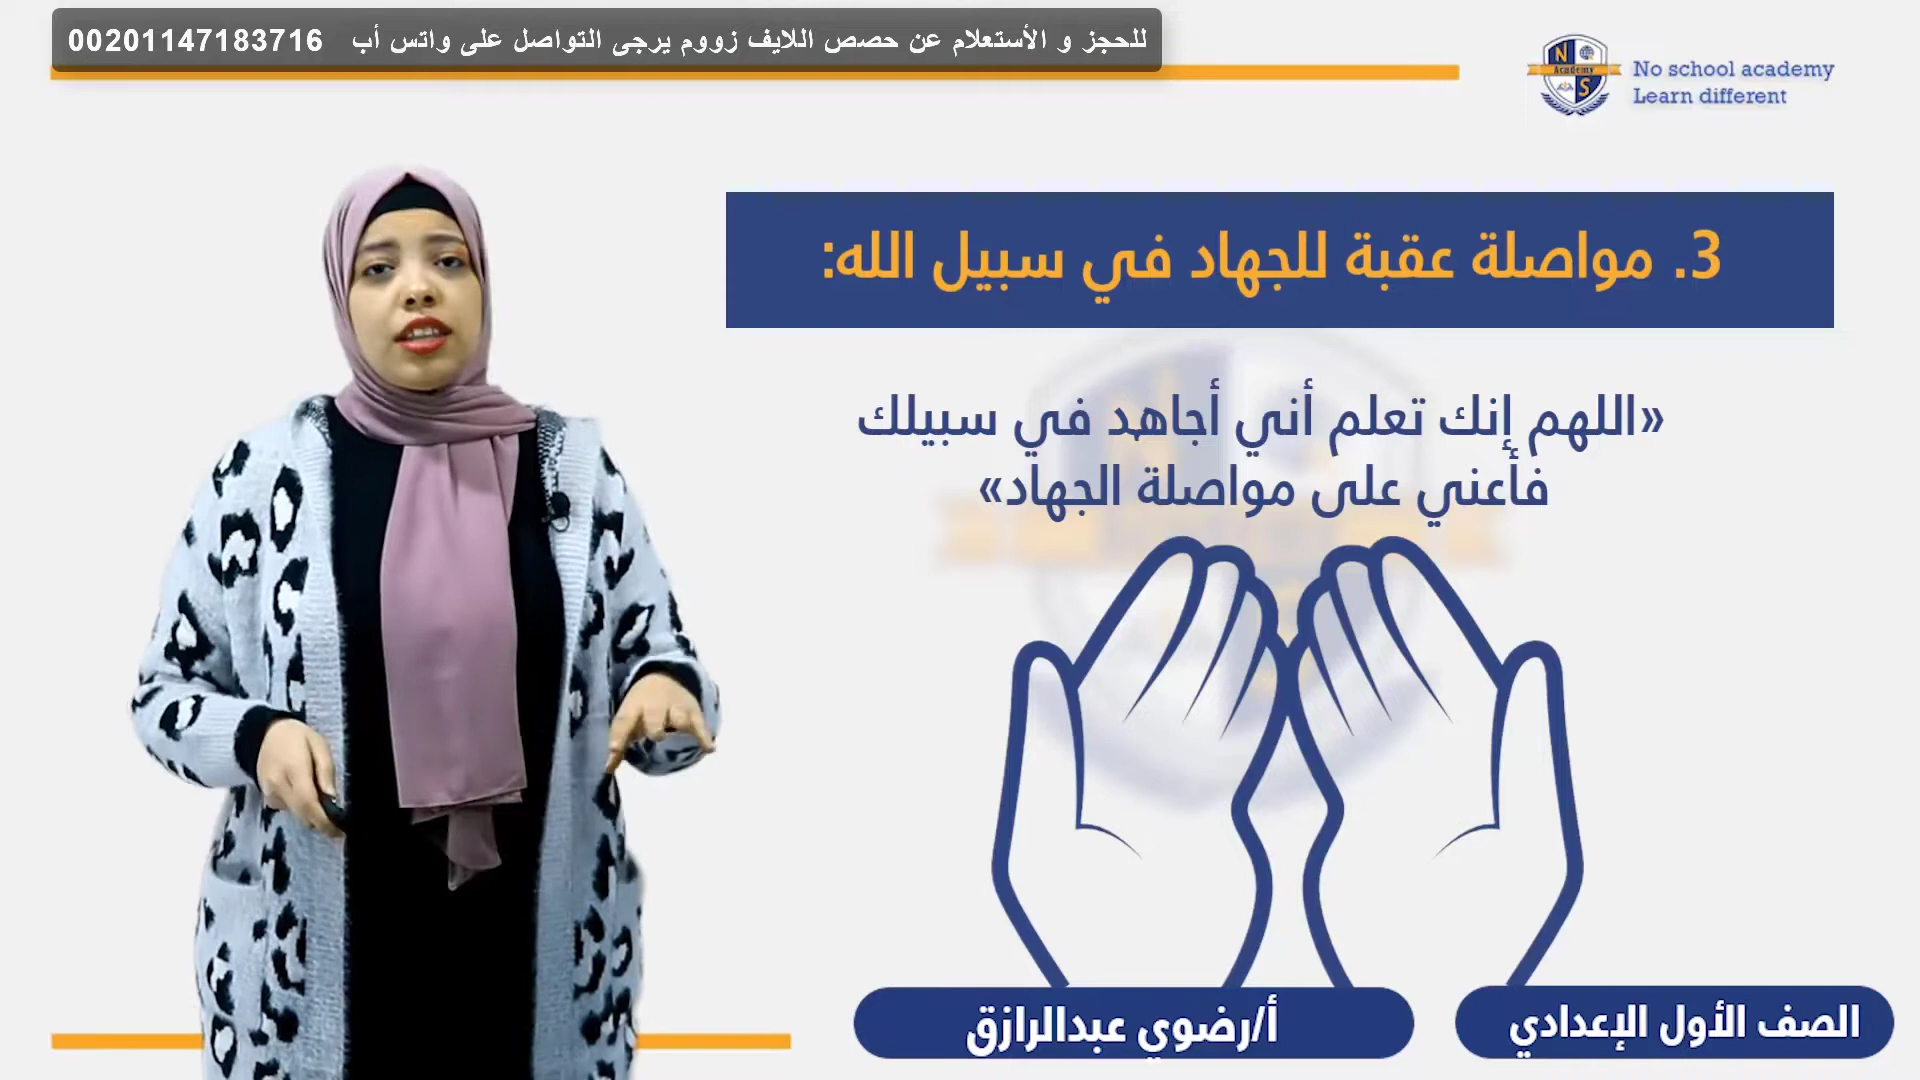 للحجز و الأستعلام عن حصص اللايف زووم يرجى التواصل على واتس أب 00201147183716
N
Academy
S
No school academy
Learn different
3. مواصلة عقبة للجهاد في سبيل الله:
«اللهم إنك تعلم أني أجاهد في سبيلك
فأعني على مواصلة الجهاد»
الصف الأول الإعدادي
أ/رضوي عبدالرازق